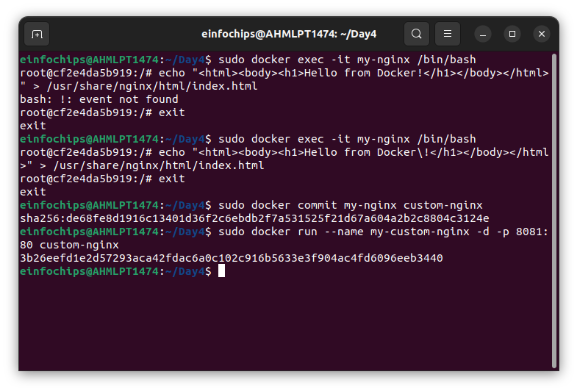 einfochips@AHMLPT1474: ~/Day4
einfochips@AHMLPT1474:~/Day4$ sudo docker exec -it my-nginx /bin/bash
root@cf2e4da5b919:/# echo "<html><body><h1>Hello from Docker!</h1></body></html>
" > /usr/share/nginx/html/index.html
bash: !: event not found
root@cf2e4da5b919:/# exit
exit
einfochips@AHMLPT1474:~/Day4$ sudo docker exec -it my-nginx /bin/bash
root@cf2e4da5b919:/# echo "<html><body><h1>Hello from Docker\!</h1></body></html
>" > /usr/share/nginx/html/index.html
root@cf2e4da5b919:/# exit
exit
einfochips@AHMLPT1474:~/Day4$ sudo docker commit my-nginx custom-nginx
sha256:de68fe8d1916c13401d36f2c6ebdb2f7a531525f21d67a604a2b2c8804c3124e
einfochips@AHMLPT1474:~/Day4$ sudo docker run --name my-custom-nginx -d -p 8081:
80 custom-nginx
3b26eefd1e2d57293aca42fdac6a0c102c916b5633e3f904ac4fd6096eeb3440
einfochips@AHMLPT1474:~/Day4$